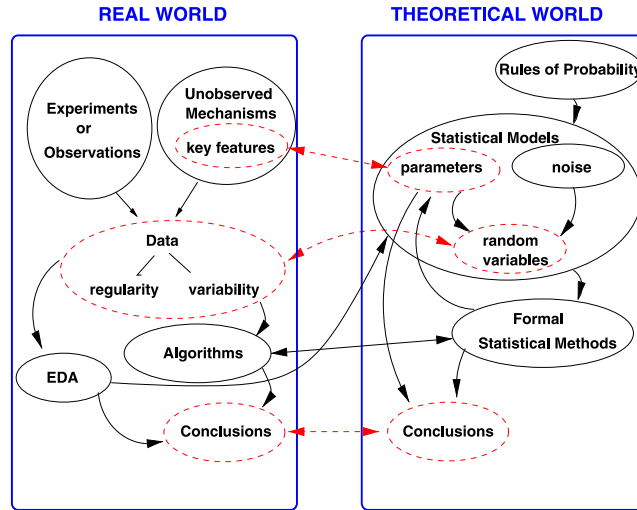 REAL WORLD
THEORETICAL WORLD
Experiments
or
Observations
Unobserved
Mechanisms
key features
Data
regularity
variability
Algorithms
EDA
Conclusions
Rules of Probability
Statistical Models
parameters
noise
random
variables
Formal
Statistical Methods
Conclusions